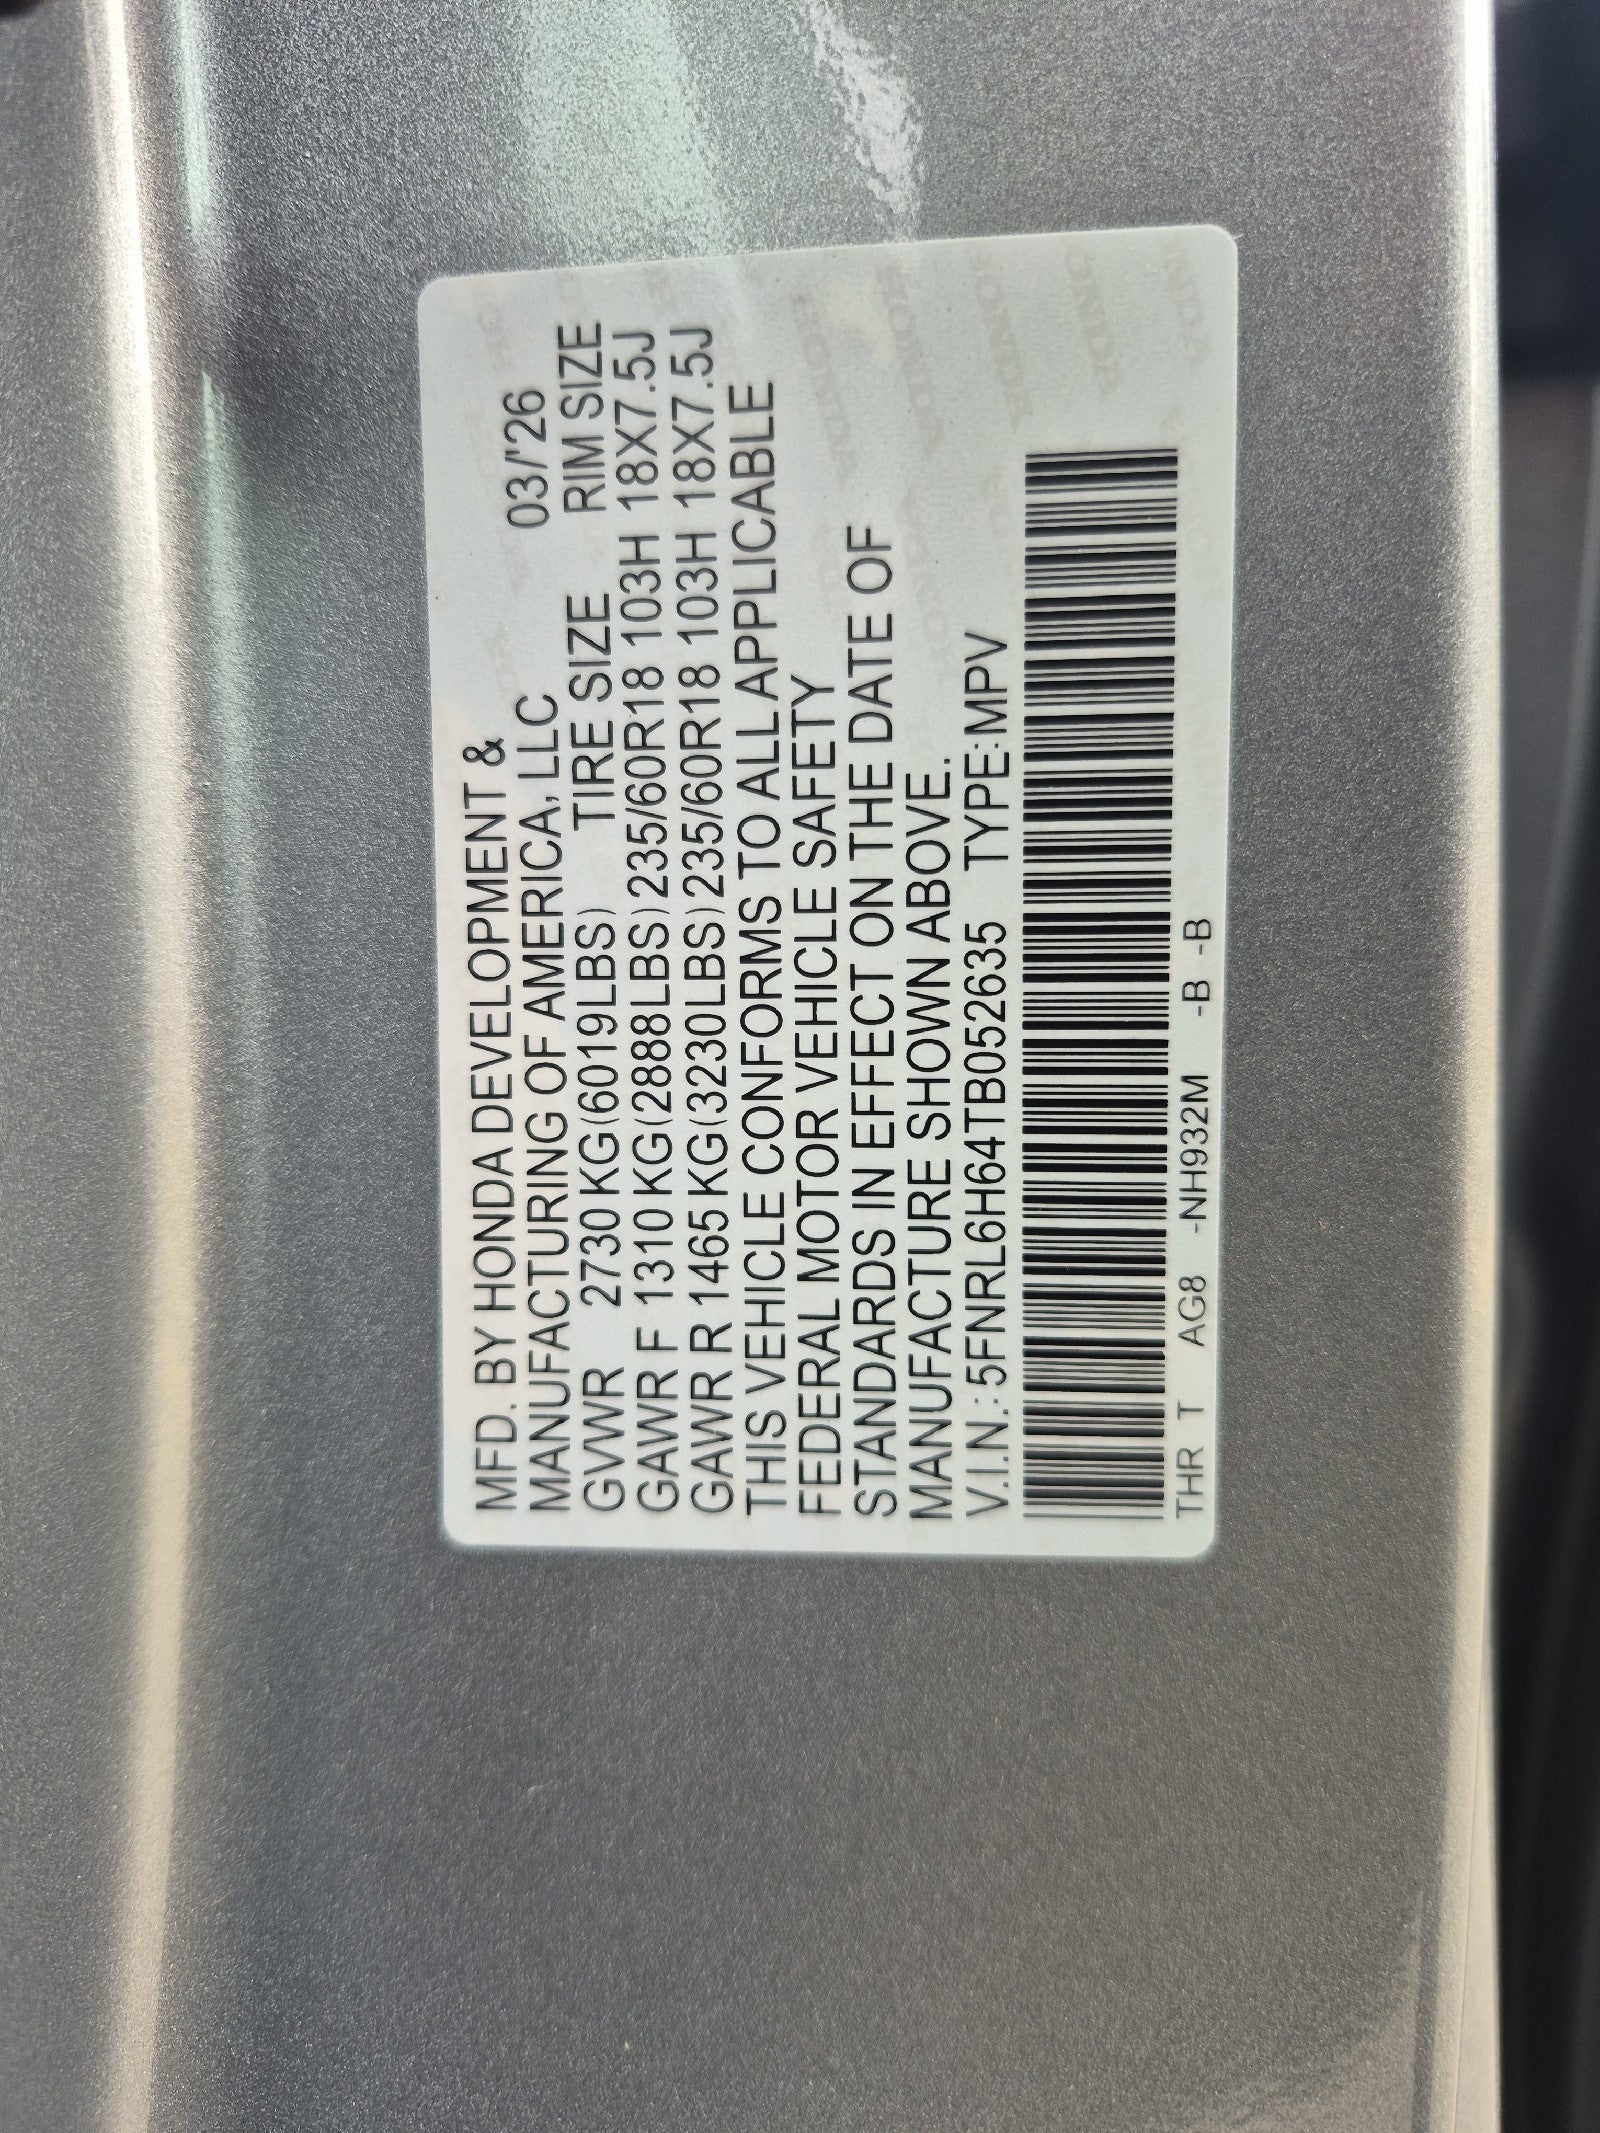 MFD. BY HONDA DEVELOPMENT &
MANUFACTURING OF AMERICA, LLC 03/'26
GVWR 2730 KG(6019LBS) TIRE SIZE RIM SIZE
GAWR F 1310 KG(2888LBS) 235/60R18 103H 18X7.5J
GAWR R 1465 KG(3230LBS) 235/60R18 103H 18X7.5J
THIS VEHICLE CONFORMS TO ALL APPLICABLE
FEDERAL MOTOR VEHICLE SAFETY
STANDARDS IN EFFECT ON THE DATE OF
MANUFACTURE SHOWN ABOVE.
V.I.N.: 5FNRL6H64TB052635 TYPE:MPV
THR T AG8 -NH932M -B -B